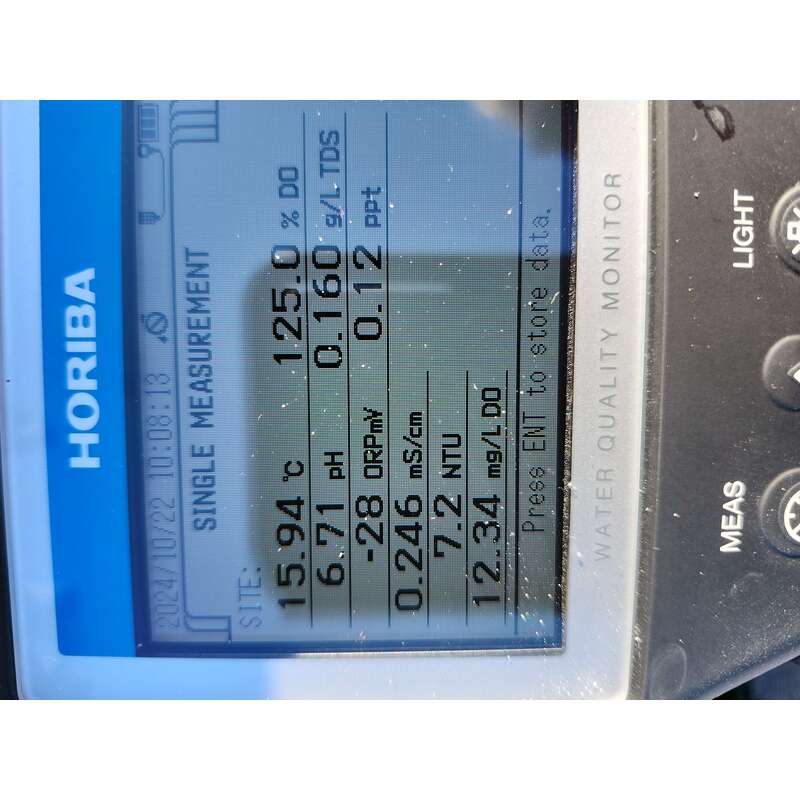 HORIBA
2024/10/22 10:08:13
SINGLE MEASUREMENT
SITE:
15.94 °C 125.0 % DO
6.71 pH 0.160 g/L TDS
-28 ORPmV 0.12 ppt
0.246 mS/cm
7.2 NTU
12.34 mg/L DO
Press ENT to store data.
WATER QUALITY MONITOR
MEAS LIGHT